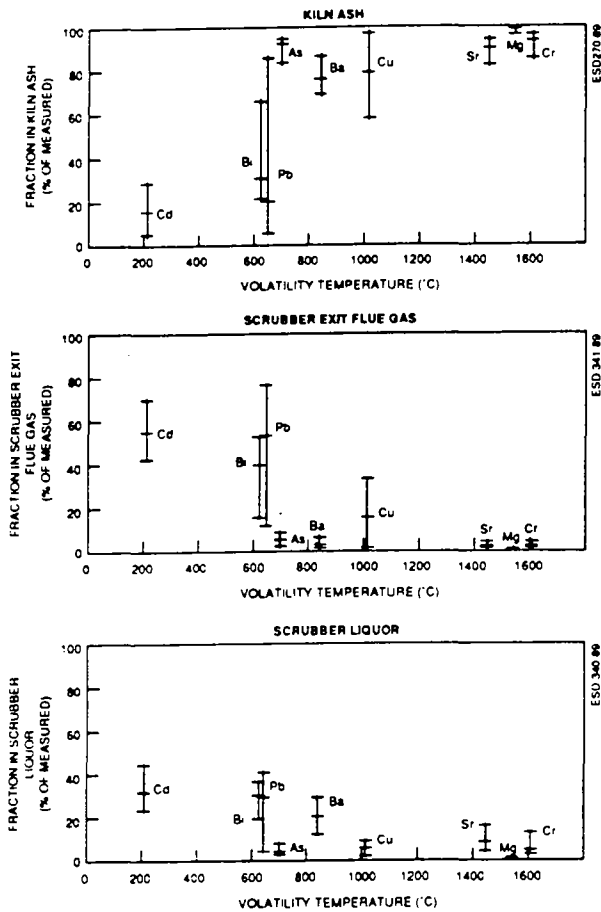 KILN ASH
100
80
60
40
20
0
FRACTION IN KILN ASH
(% OF MEASURED)
Cd
Bi
Pb
As
Ba
Cu
Sr
Mg
Cr
0 200 400 600 800 1000 1200 1400 1600
VOLATILITY TEMPERATURE (°C)
ESD270 89
SCRUBBER EXIT FLUE GAS
100
80
60
40
20
0
FRACTION IN SCRUBBER EXIT
FLUE GAS
(% OF MEASURED)
Cd
Bi
Pb
As
Ba
Cu
Sr
Mg
Cr
0 200 400 600 800 1000 1200 1400 1600
VOLATILITY TEMPERATURE (°C)
ESD 341 89
SCRUBBER LIQUOR
100
80
60
40
20
0
FRACTION IN SCRUBBER
LIQUOR
(% OF MEASURED)
Cd
Bi
Pb
As
Ba
Cu
Sr
Mg
Cr
0 200 400 600 800 1000 1200 1400 1600
VOLATILITY TEMPERATURE (°C)
ESD 340 89